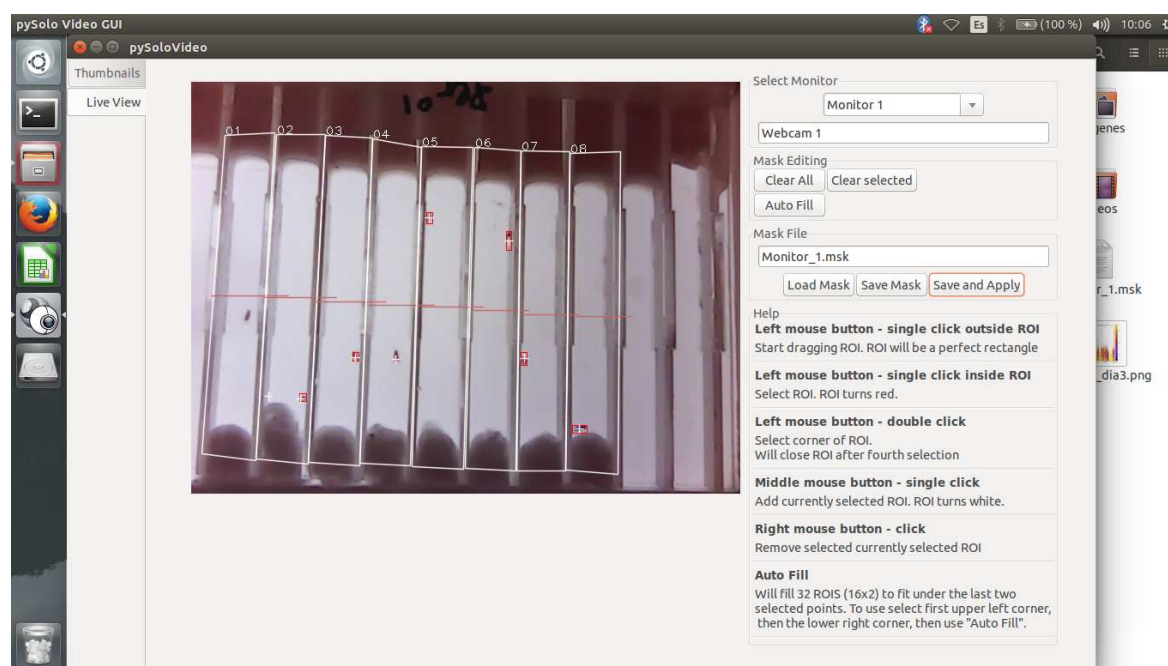 pySolo Video GUI
Es
(100 %)
10:06
pySoloVideo
Thumbnails
Live View
01
02
03
04
05
06
07
08
Select Monitor
Monitor 1
Webcam 1
Mask Editing
Clear All
Clear selected
Auto Fill
Mask File
Monitor_1.msk
Load Mask
Save Mask
Save and Apply
Help
Left mouse button - single click outside ROI
Start dragging ROI. ROI will be a perfect rectangle
Left mouse button - single click inside ROI
Select ROI. ROI turns red.
Left mouse button - double click
Select corner of ROI.
Will close ROI after fourth selection
Middle mouse button - single click
Add currently selected ROI. ROI turns white.
Right mouse button - click
Remove selected currently selected ROI
Auto Fill
Will fill 32 ROIS (16x2) to fit under the last two
selected points. To use select first upper left corner,
then the lower right corner, then use "Auto Fill".
genes
eos
r_1.msk
_dia3.png